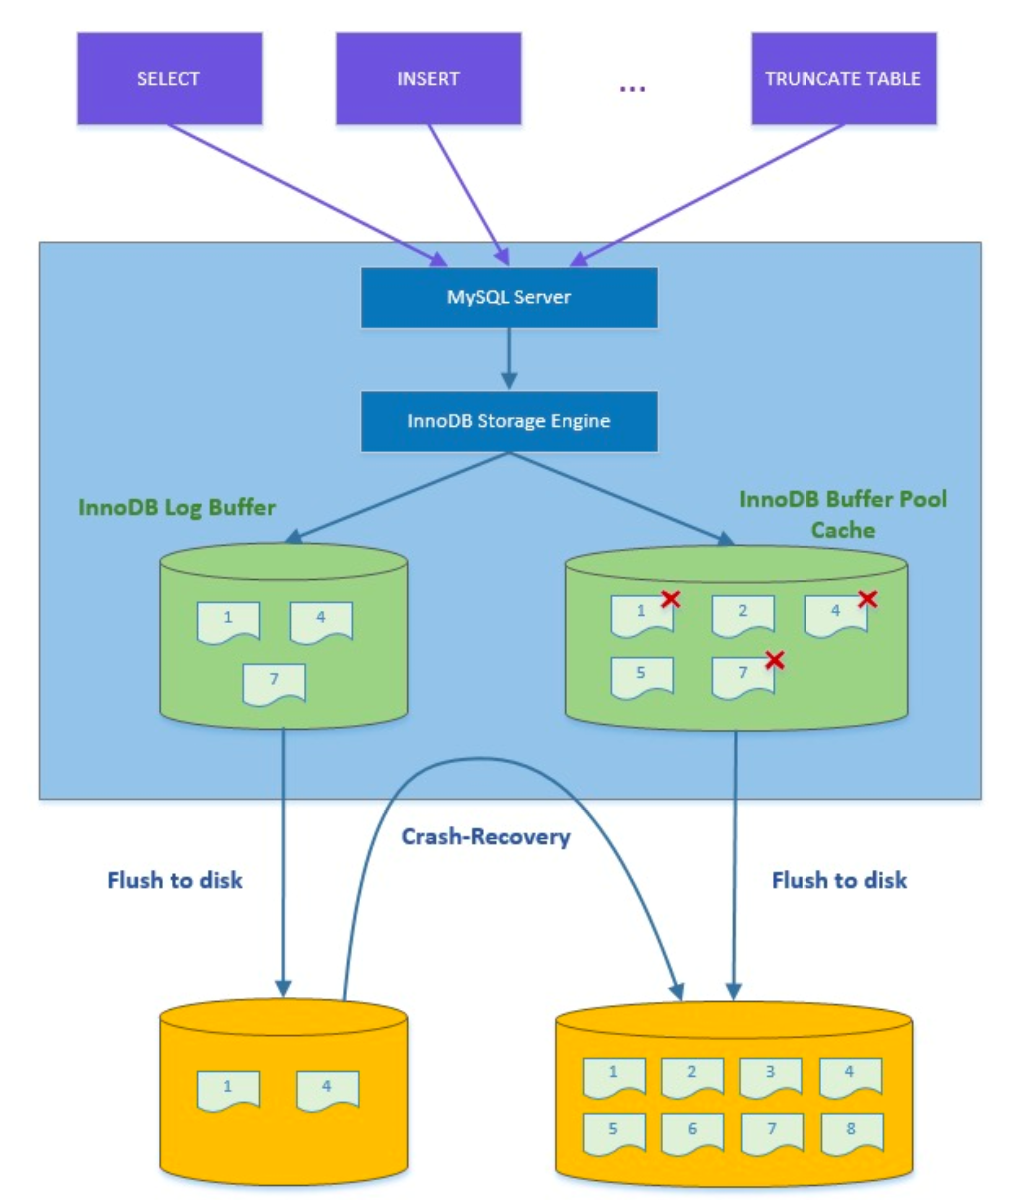 SELECT
INSERT
...
TRUNCATE TABLE
MySQL Server
InnoDB Storage Engine
InnoDB Log Buffer
InnoDB Buffer Pool
Cache
1
4
7
1
2
4
5
7
Crash-Recovery
Flush to disk
Flush to disk
1
4
1
2
3
4
5
6
7
8